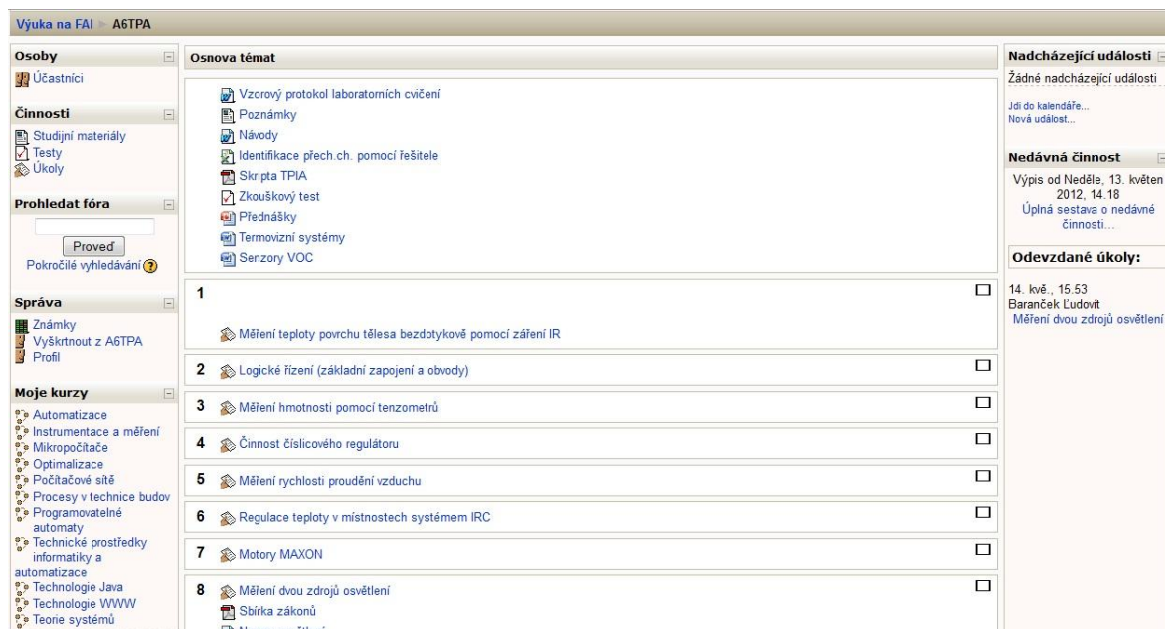 Výuka na FAI ► A6TPA
Osoby
Účastníci
Činnosti
Studijní materiály
Testy
Úkoly
Prohledat fóra
Proveď
Pokročilé vyhledávání ?
Správa
Známky
Vyškrtnout z A6TPA
Profil
Moje kurzy
Automatizace
Instrumentace a měření
Mikropočítače
Optimalizace
Počítačové sítě
Procesy v technice budov
Programovatelné
automaty
Technické prostředky
informatiky a
automatizace
Technologie Java
Technologie WWW
Teorie systémů
Osnova témat
Vzcrový protokol laboratorních cvičení
Poznámky
Návody
Identifikace přech.ch. pomocí řešitele
Skripta TPIA
Zkouškový test
Přednášky
Termovizní systémy
Serzory VOC
1
Měření teploty povrchu tělesa bezdotykově pomocí záření IR
2 Logické řízení (základní zapojení a obvody)
3 Měření hmotnosti pomocí tenzometrů
4 Činnost číslicového regulátoru
5 Měření rychlosti proudění vzduchu
6 Regulace teploty v místnostech systémem IRC
7 Motory MAXON
8 Měření dvou zdrojů osvětlení
Sbírka zákonů
Nadcházející události
Žádné nadcházející události
Jdi do kalendáře...
Nová událost...
Nedávná činnost
Výpis od Neděle, 13. květen
2012, 14.18
Úplná sestava o nedávné
činnosti...
Odevzdané úkoly:
14. kvě., 15.53
Baranček Ľudovít
Měření dvou zdrojů osvětlení